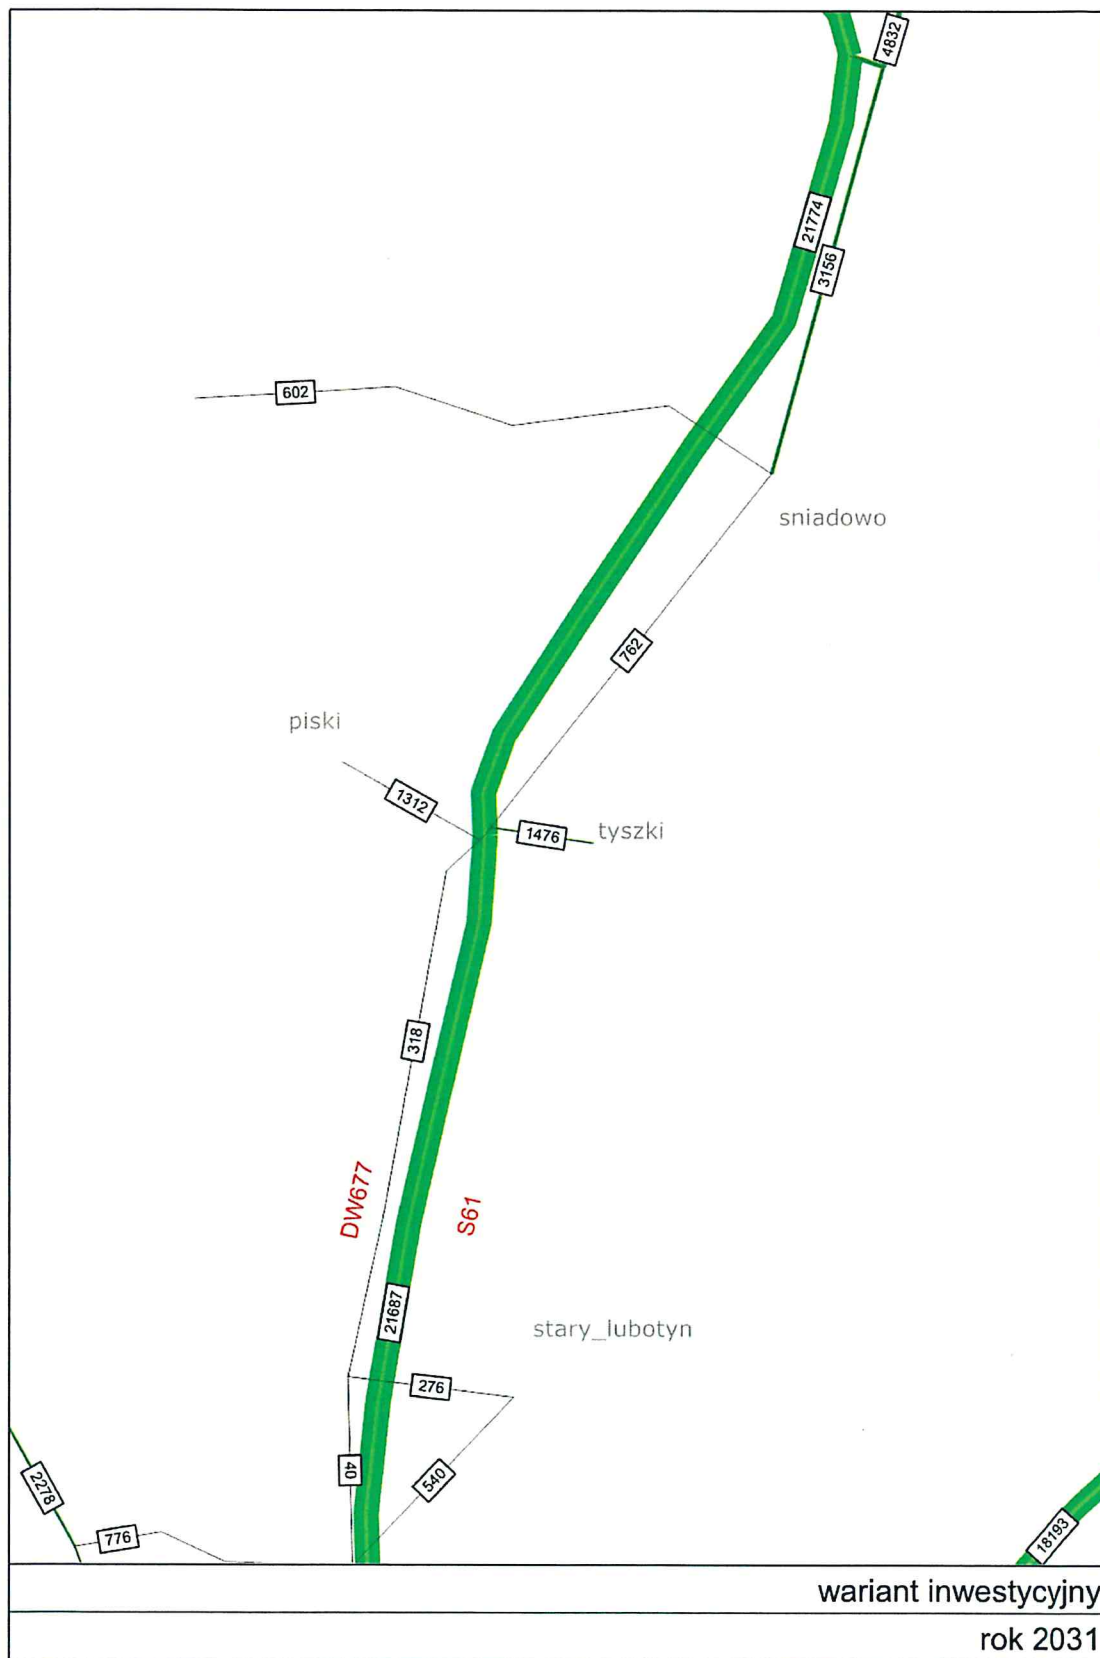 4832
21774
3156
602
sniadowo
762
piski
1312
1476
tyszki
318
DW677
S61
21687
stary_lubotyn
276
40
540
2278
776
18193
wariant inwestycyjny
rok 2031